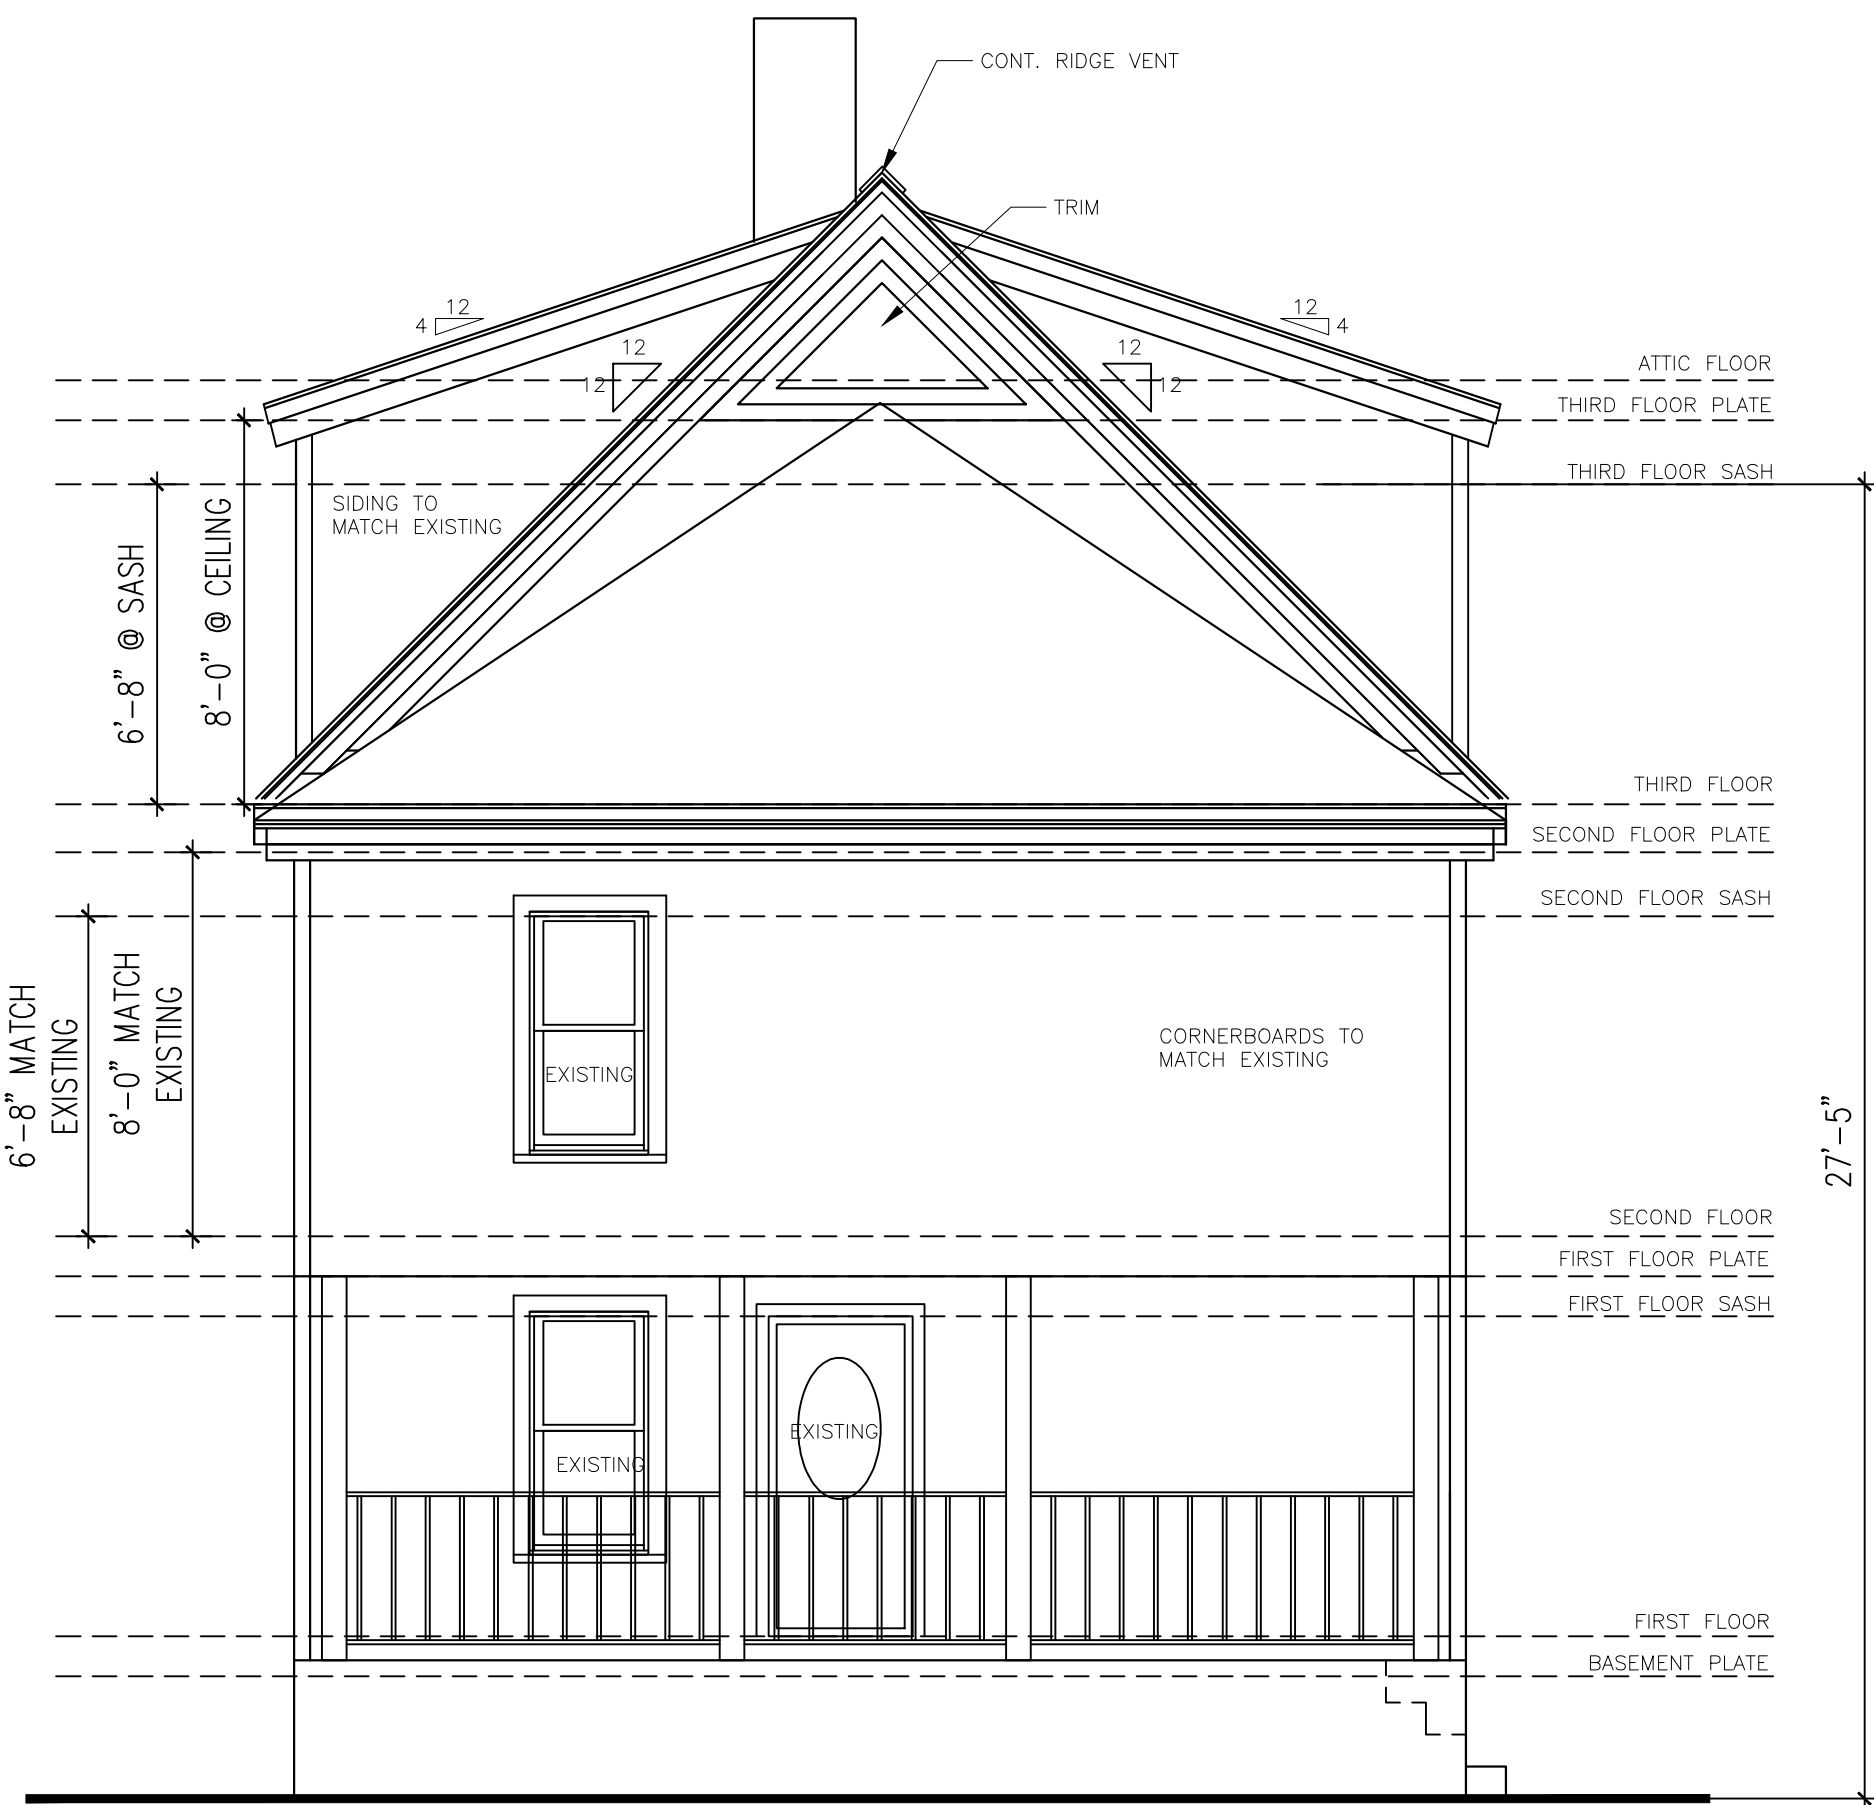 CONT. RIDGE VENT
TRIM
12
4
12
4
12
12
12
12
ATTIC FLOOR
THIRD FLOOR PLATE
THIRD FLOOR SASH
SIDING TO
MATCH EXISTING
6'-8" @ SASH
8'-0" @ CEILING
THIRD FLOOR
SECOND FLOOR PLATE
SECOND FLOOR SASH
6'-8" MATCH
EXISTING
8'-0" MATCH
EXISTING
EXISTING
CORNERBOARDS TO
MATCH EXISTING
27'-5"
SECOND FLOOR
FIRST FLOOR PLATE
FIRST FLOOR SASH
EXISTING
EXISTING
FIRST FLOOR
BASEMENT PLATE